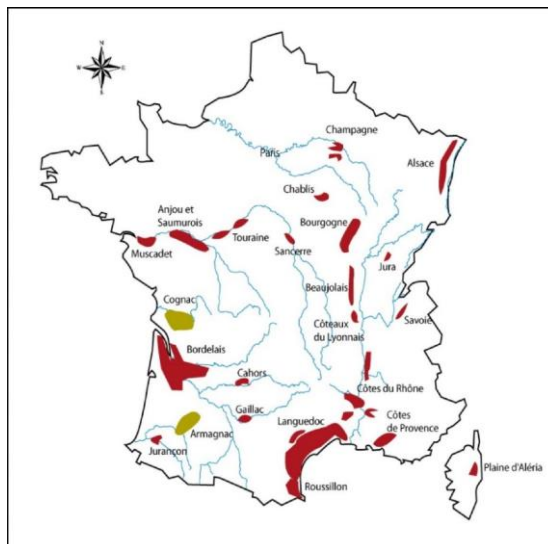 Champagne
Paris
Alsace
Chablis
Anjou et
Saumurois
Bourgogne
Touraine
Muscadet
Sancerre
Jura
Beaujolais
Cognac
Savoie
Côteaux
du Lyonnais
Bordelais
Cahors
Côtes du Rhône
Gaillac
Languedoc
Côtes
de Provence
Armagnac
Jurançon
Plaine d'Aléria
Roussillon